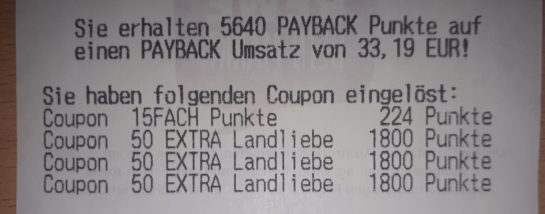 Sie erhalten 5640 PAYBACK Punkte auf
einen PAYBACK Umsatz von 33,19 EUR!
Sie haben folgenden Coupon eingelöst:
Coupon 15FACH Punkte 224 Punkte
Coupon 50 EXTRA Landliebe 1800 Punkte
Coupon 50 EXTRA Landliebe 1800 Punkte
Coupon 50 EXTRA Landliebe 1800 Punkte